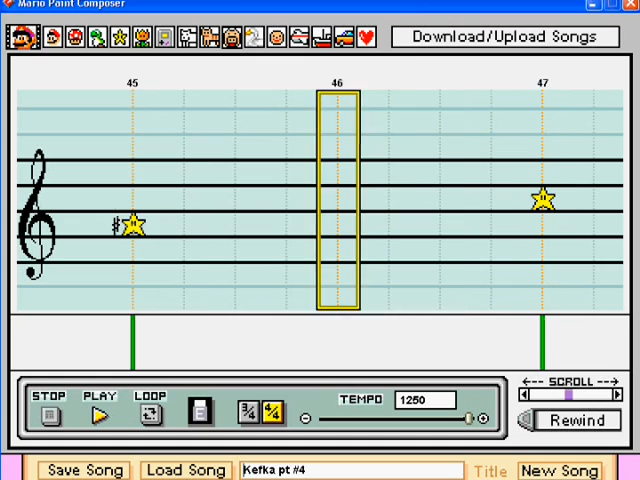 Mario Paint Composer
Download/Upload Songs
45 46 47
#
STOP PLAY LOOP
3/4 4/4
TEMPO 1250
<--- SCROLL --->
Rewind
Save Song Load Song Kefka pt #4 Title New Song